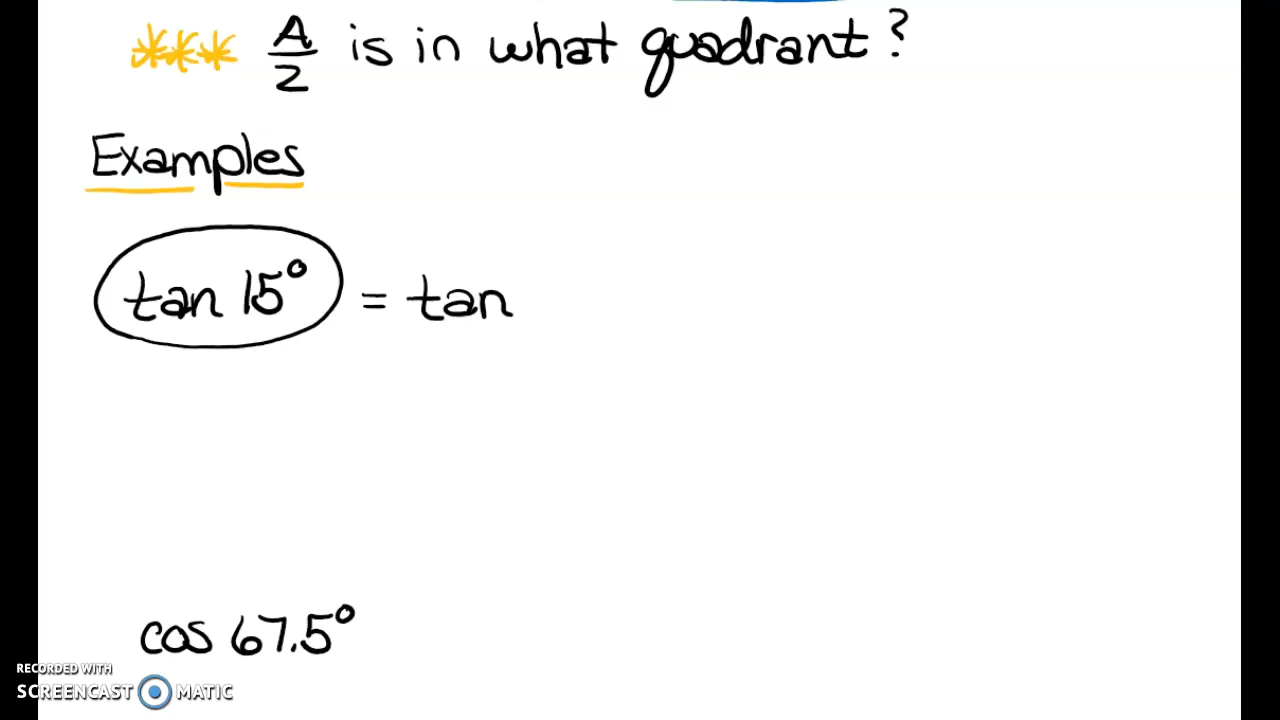 *** A/2 is in what quadrant?
Examples
tan 15° = tan
cos 67.5°
RECORDED WITH
SCREENCAST MATIC